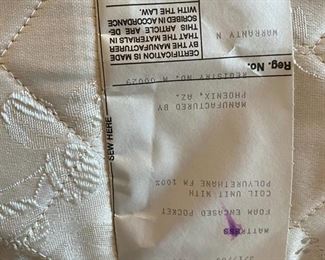 MATTRESS
FOAM ENCASED POCKET
COIL UNIT WITH
POLYURETHANE FM 100%
SEW HERE
MANUFACTURED BY
PHOENIX, AZ.
REGISTRY NO. M
Reg. No.
WARRANTY N
CERTIFICATION IS MADE
BY THE MANUFACTURER
THAT THE MATERIALS IN
THIS ARTICLE ARE DE-
SCRIBED IN ACCORDANCE
WITH THE LAW.